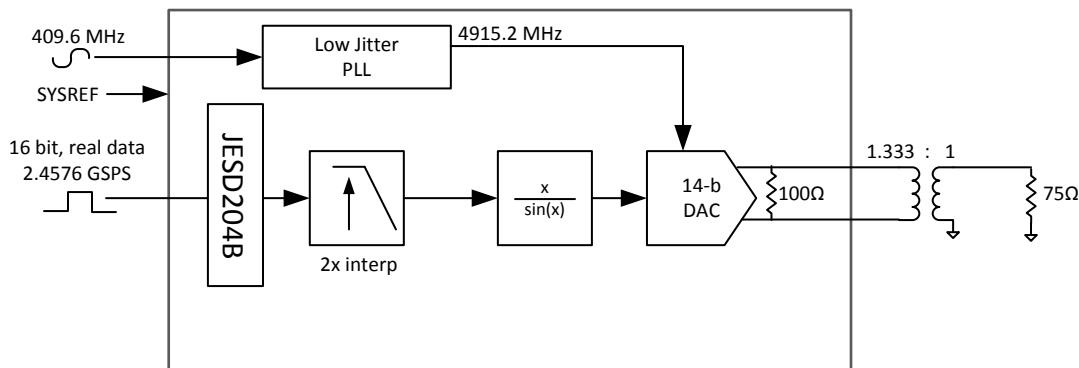 409.6 MHz
Low Jitter
PLL
4915.2 MHz
SYSREF
16 bit, real data
2.4576 GSPS
JESD204B
2x interp
x
sin(x)
14-b
DAC
100Ω
1.333 : 1
75Ω